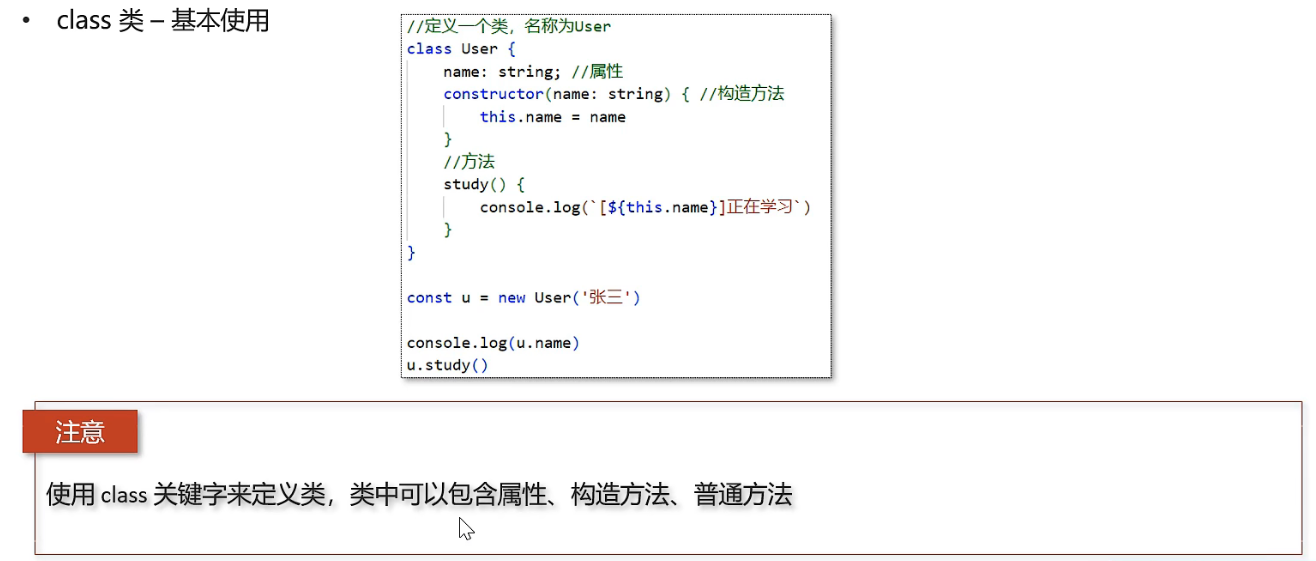 • class 类 – 基本使用
//定义一个类，名称为User
class User {
    name: string; //属性
    constructor(name: string) { //构造方法
        this.name = name
    }
    //方法
    study() {
        console.log(`[${this.name}]正在学习`)
    }
}
const u = new User('张三')
console.log(u.name)
u.study()
注意
使用 class 关键字来定义类，类中可以包含属性、构造方法、普通方法